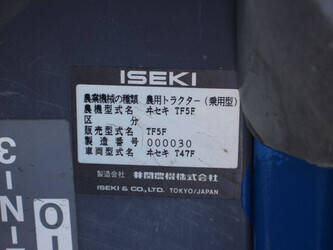 ISEKI
農業機械の種類 農用トラクター(乗用型)
農機型式名 ヰセキ TF5F
区分
販売型式名 TF5F
製造番号 000030
車両型式名 ヰセキ T47F
製造会社 井関農機株式会社
ISEKI & CO., LTD. TOKYO/JAPAN